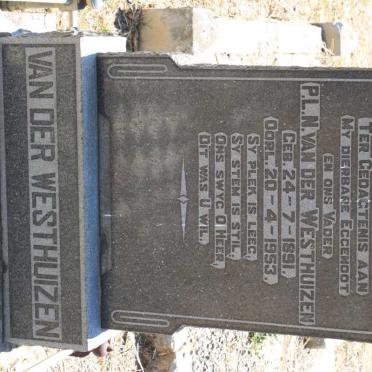 TER GEDAGTENIS AAN
MY DIERBARE EGGENOOT
EN ONS VADER
P.L.N. VAN DER WESTHUIZEN
GEB. 24-7-1891.
OORL. 20-4-1953
SY PLEK IS LEEG
SY STEM IS STIL
ONS SWYG O HEER
DIT WAS U WIL
VAN DER WESTHUIZEN